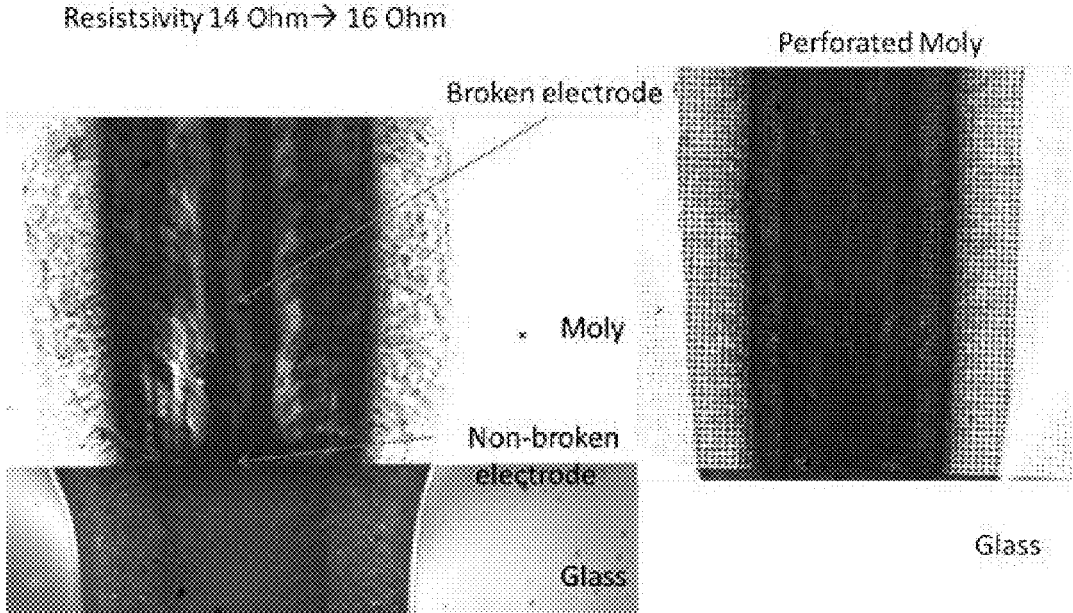 Resistsivity 14 Ohm→ 16 Ohm
Perforated Moly
Broken electrode
Moly
Non-broken
electrode
Glass
Glass